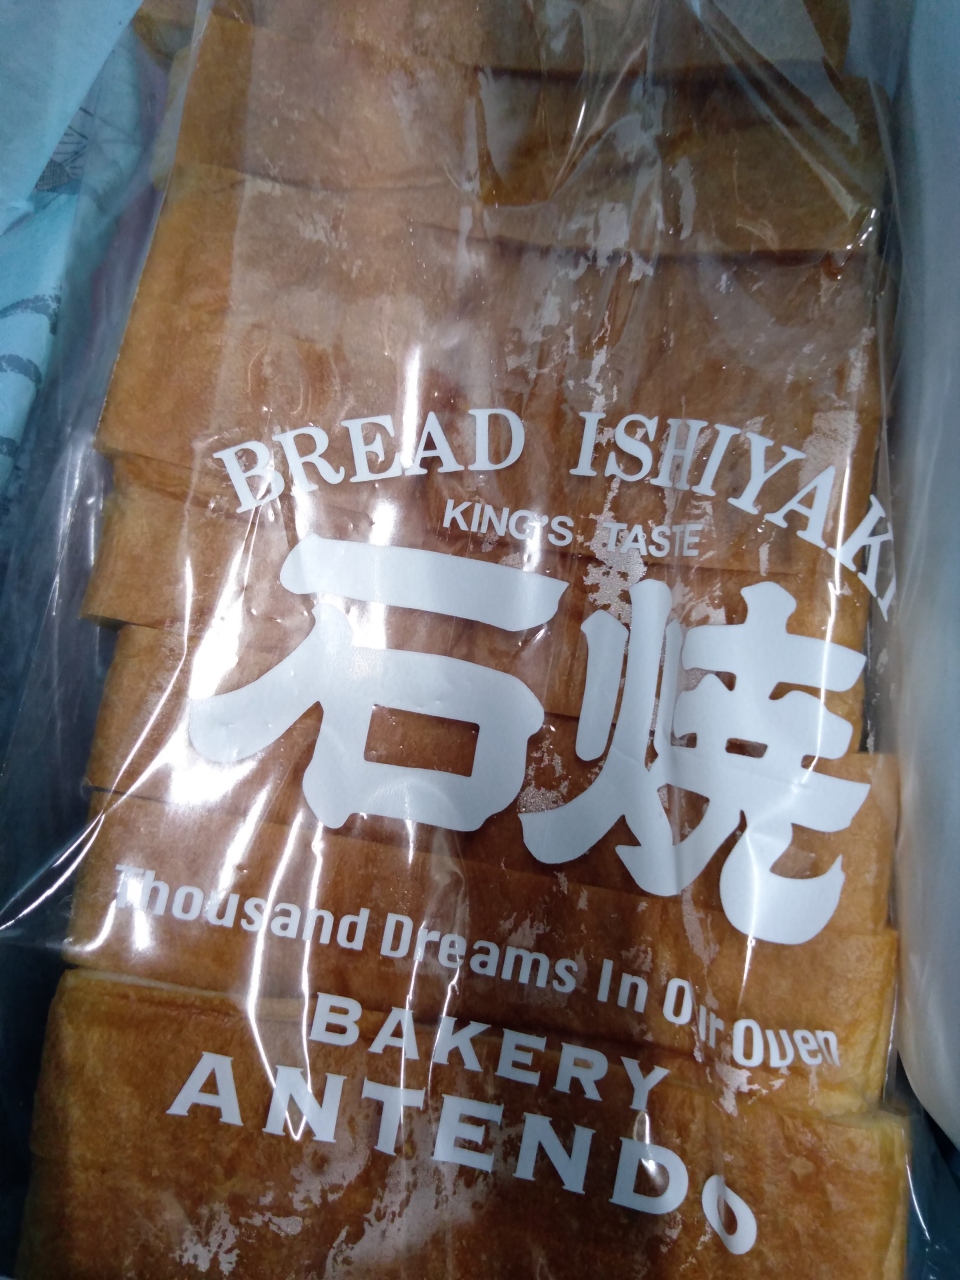 BREAD ISHIYAKI
KING'S TASTE
石焼
Thousand Dreams In Our Oven
BAKERY
ANTENDO